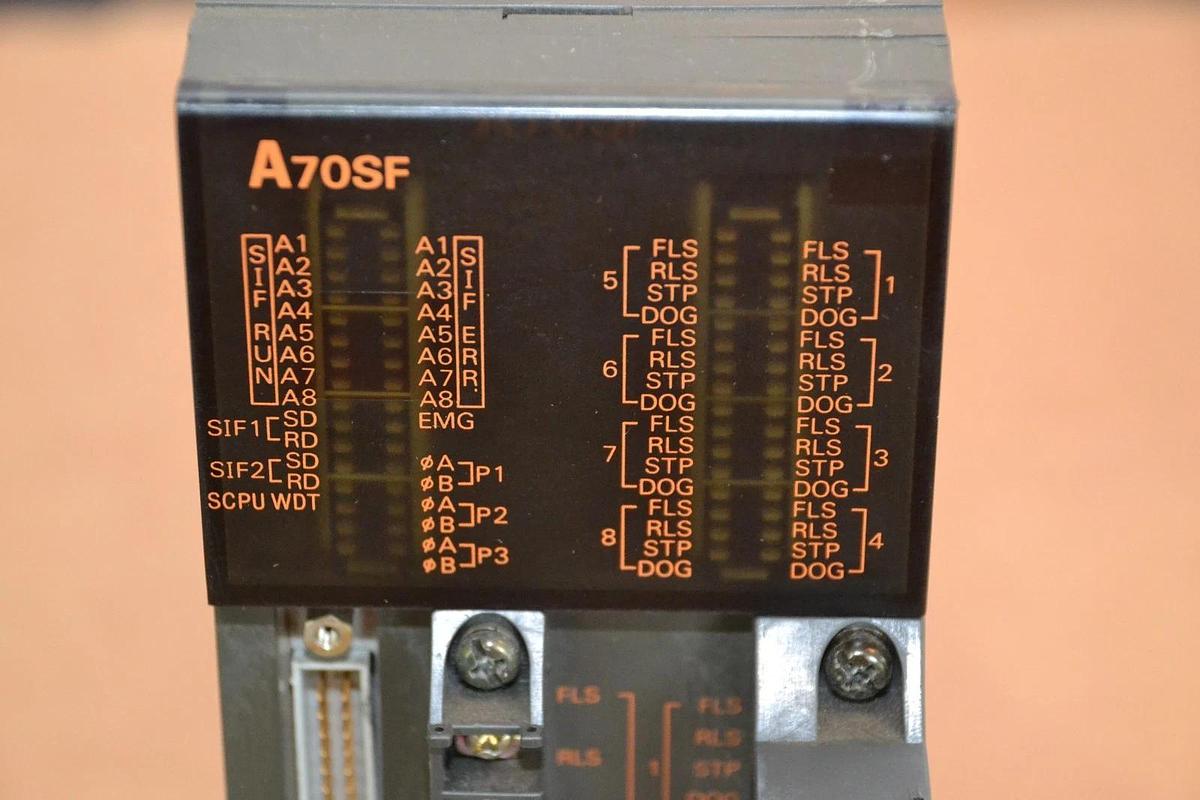 A70SF
SIF RUN
A1
A2
A3
A4
A5
A6
A7
A8
A1
A2
A3
A4
A5
A6
A7
A8
SIF ERR
SIF1 SD
RD
SIF2 SD
RD
SCPU WDT
EMG
øA
øB P1
øA
øB P2
øA
øB P3
5
FLS
RLS
STP
DOG
6
FLS
RLS
STP
DOG
7
FLS
RLS
STP
DOG
8
FLS
RLS
STP
DOG
FLS
RLS
STP
DOG
1
FLS
RLS
STP
DOG
2
FLS
RLS
STP
DOG
3
FLS
RLS
STP
DOG
4
FLS
RLS
1
FLS
RLS
STP
DOG